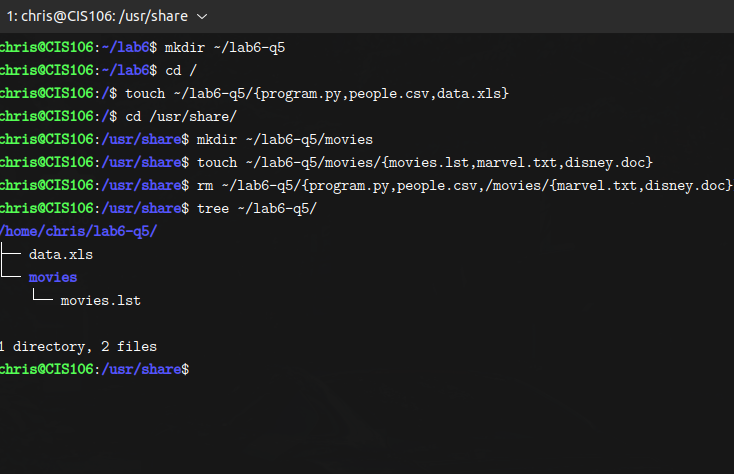 1: chris@CIS106: /usr/share
chris@CIS106:~/lab6$ mkdir ~/lab6-q5
chris@CIS106:~/lab6$ cd /
chris@CIS106:/$ touch ~/lab6-q5/{program.py,people.csv,data.xls}
chris@CIS106:/$ cd /usr/share/
chris@CIS106:/usr/share$ mkdir ~/lab6-q5/movies
chris@CIS106:/usr/share$ touch ~/lab6-q5/movies/{movies.lst,marvel.txt,disney.doc}
chris@CIS106:/usr/share$ rm ~/lab6-q5/{program.py,people.csv,/movies/{marvel.txt,disney.doc}
chris@CIS106:/usr/share$ tree ~/lab6-q5/
/home/chris/lab6-q5/
├── data.xls
└── movies
    └── movies.lst
1 directory, 2 files
chris@CIS106:/usr/share$